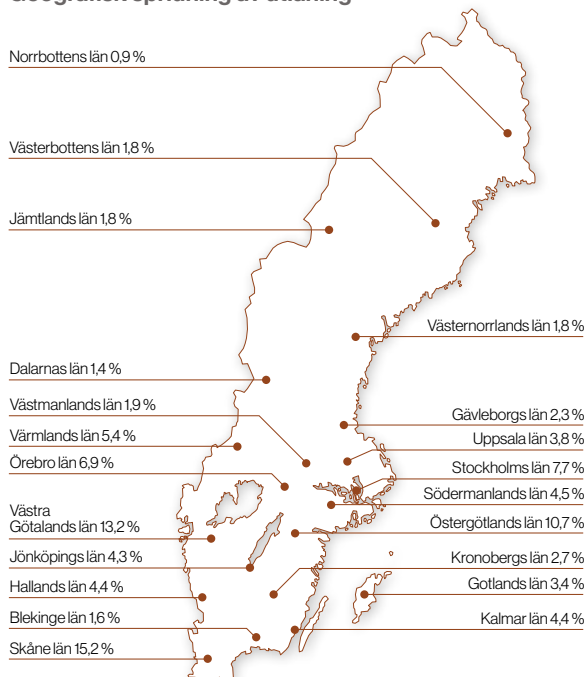 Geografisk spridning av utlåning
Norrbottens län 0,9 %
Västerbottens län 1,8 %
Jämtlands län 1,8 %
Västernorrlands län 1,8 %
Dalarnas län 1,4 %
Västmanlands län 1,9 %
Värmlands län 5,4 %
Örebro län 6,9 %
Västra
Götalands län 13,2 %
Jönköpings län 4,3 %
Hallands län 4,4 %
Blekinge län 1,6 %
Skåne län 15,2 %
Gävleborgs län 2,3 %
Uppsala län 3,8 %
Stockholms län 7,7 %
Södermanlands län 4,5 %
Östergötlands län 10,7 %
Kronobergs län 2,7 %
Gotlands län 3,4 %
Kalmar län 4,4 %